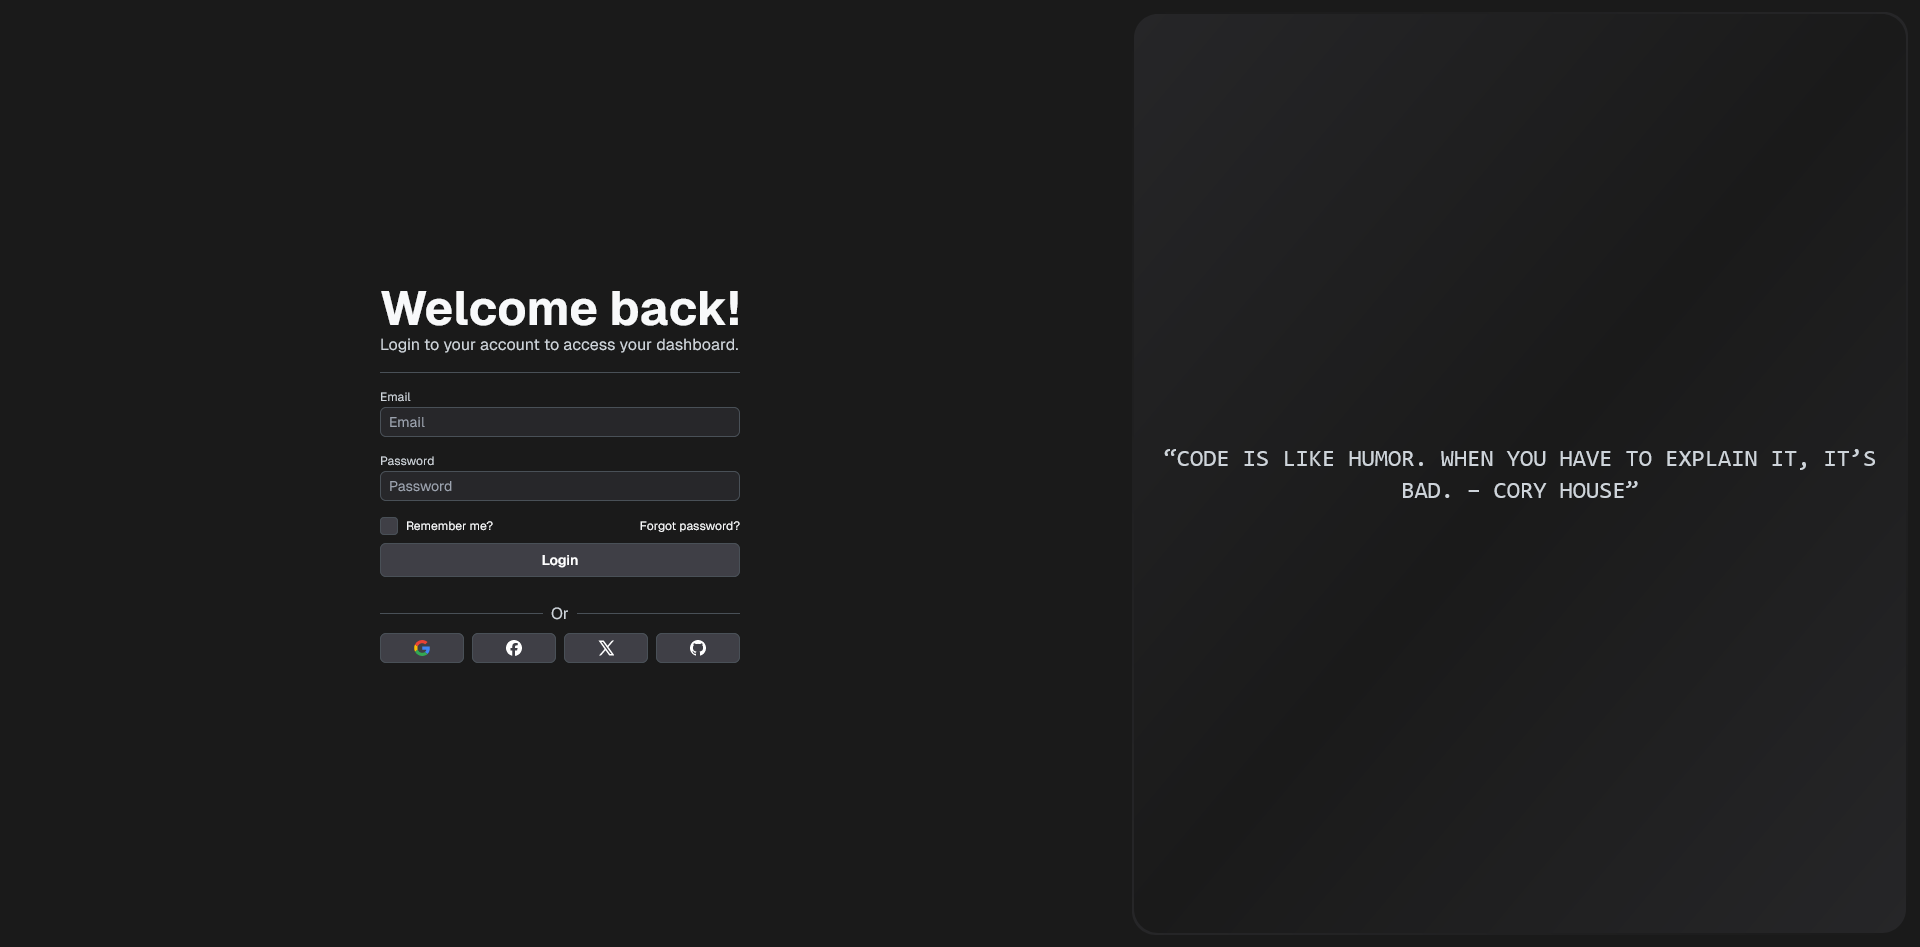 Welcome back!
Login to your account to access your dashboard.
Email
Email
Password
Password
Remember me?
Forgot password?
Login
Or
“CODE IS LIKE HUMOR. WHEN YOU HAVE TO EXPLAIN IT, IT’S
BAD. – CORY HOUSE”